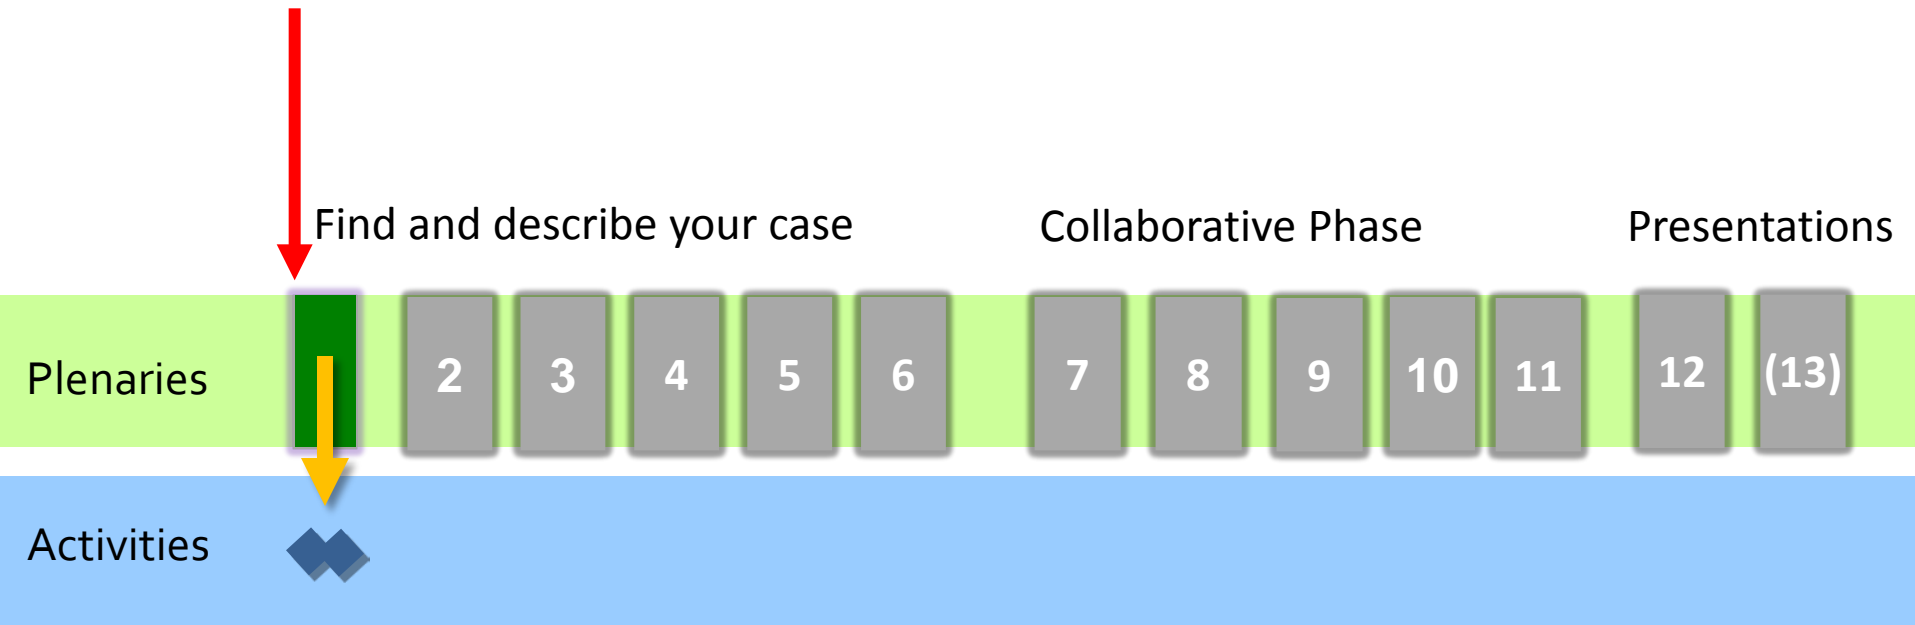 Find and describe your case
Collaborative Phase
Presentations
Plenaries
2
3
4
5
6
7
8
9
10
11
12
(13)
Activities